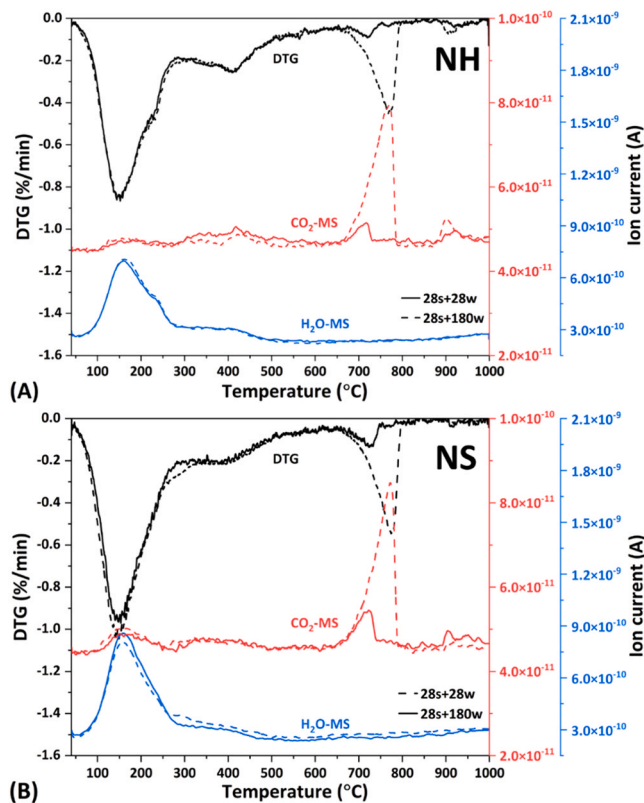 0.0
-0.2
-0.4
-0.6
-0.8
-1.0
-1.2
-1.4
-1.6
DTG (%/min)
NH
DTG
CO₂-MS
H₂O-MS
28s+28w
28s+180w
1.0×10⁻¹⁰
8.0×10⁻¹¹
6.0×10⁻¹¹
4.0×10⁻¹¹
2.0×10⁻¹¹
2.1×10⁻⁹
1.8×10⁻⁹
1.5×10⁻⁹
1.2×10⁻⁹
9.0×10⁻¹⁰
6.0×10⁻¹⁰
3.0×10⁻¹⁰
Ion current (A)
100 200 300 400 500 600 700 800 900 1000
(A) Temperature (°C)
0.0
-0.2
-0.4
-0.6
-0.8
-1.0
-1.2
-1.4
-1.6
DTG (%/min)
NS
DTG
CO₂-MS
H₂O-MS
28s+28w
28s+180w
1.0×10⁻¹⁰
8.0×10⁻¹¹
6.0×10⁻¹¹
4.0×10⁻¹¹
2.0×10⁻¹¹
2.1×10⁻⁹
1.8×10⁻⁹
1.5×10⁻⁹
1.2×10⁻⁹
9.0×10⁻¹⁰
6.0×10⁻¹⁰
3.0×10⁻¹⁰
Ion current (A)
100 200 300 400 500 600 700 800 900 1000
(B) Temperature (°C)